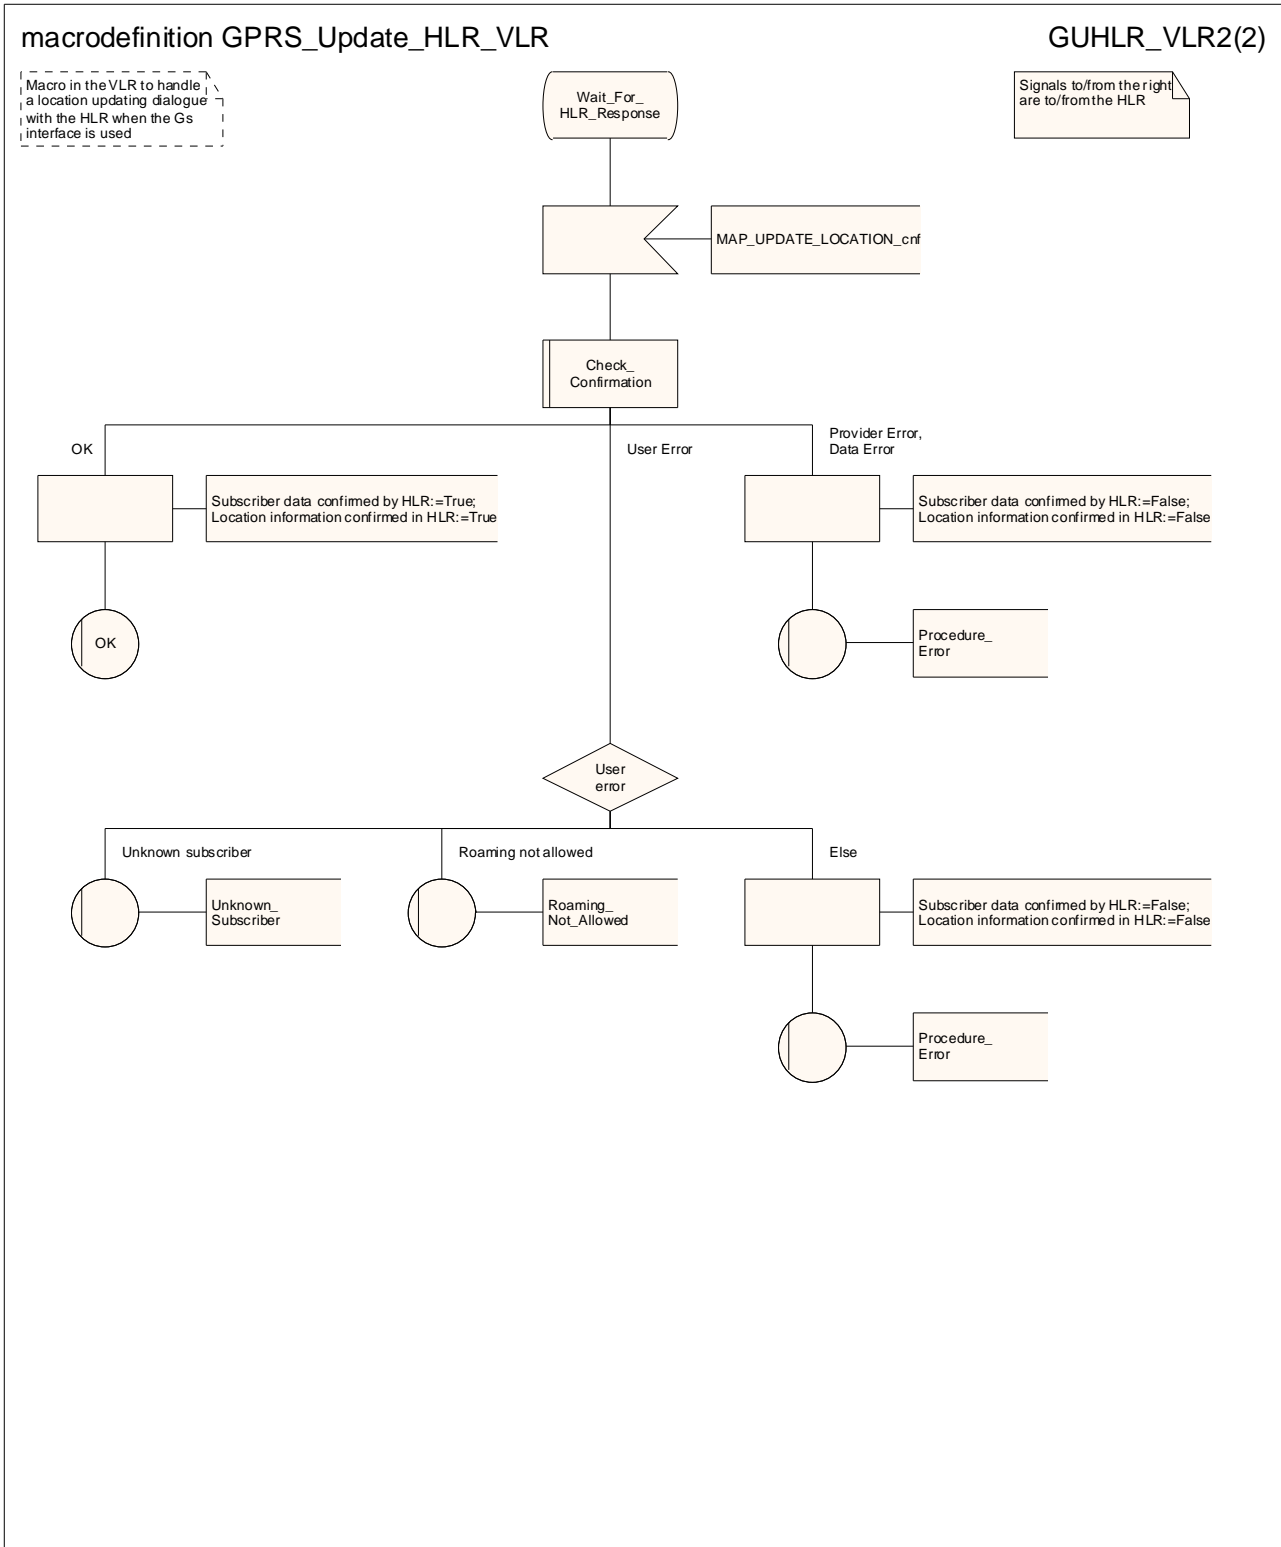 macrodefinition GPRS_Update_HLR_VLR
GUHLR_VLR2(2)
Macro in the VLR to handle
a location updating dialogue
with the HLR when the Gs
interface is used
Wait_For_
HLR_Response
Signals to/from the right
are to/from the HLR
MAP_UPDATE_LOCATION_cnf
Check_
Confirmation
OK
User Error
Provider Error,
Data Error
Subscriber data confirmed by HLR:=True;
Location information confirmed in HLR:=True
Subscriber data confirmed by HLR:=False;
Location information confirmed in HLR:=False
OK
Procedure_
Error
User
error
Unknown subscriber
Roaming not allowed
Else
Unknown_
Subscriber
Roaming_
Not_Allowed
Subscriber data confirmed by HLR:=False;
Location information confirmed in HLR:=False
Procedure_
Error